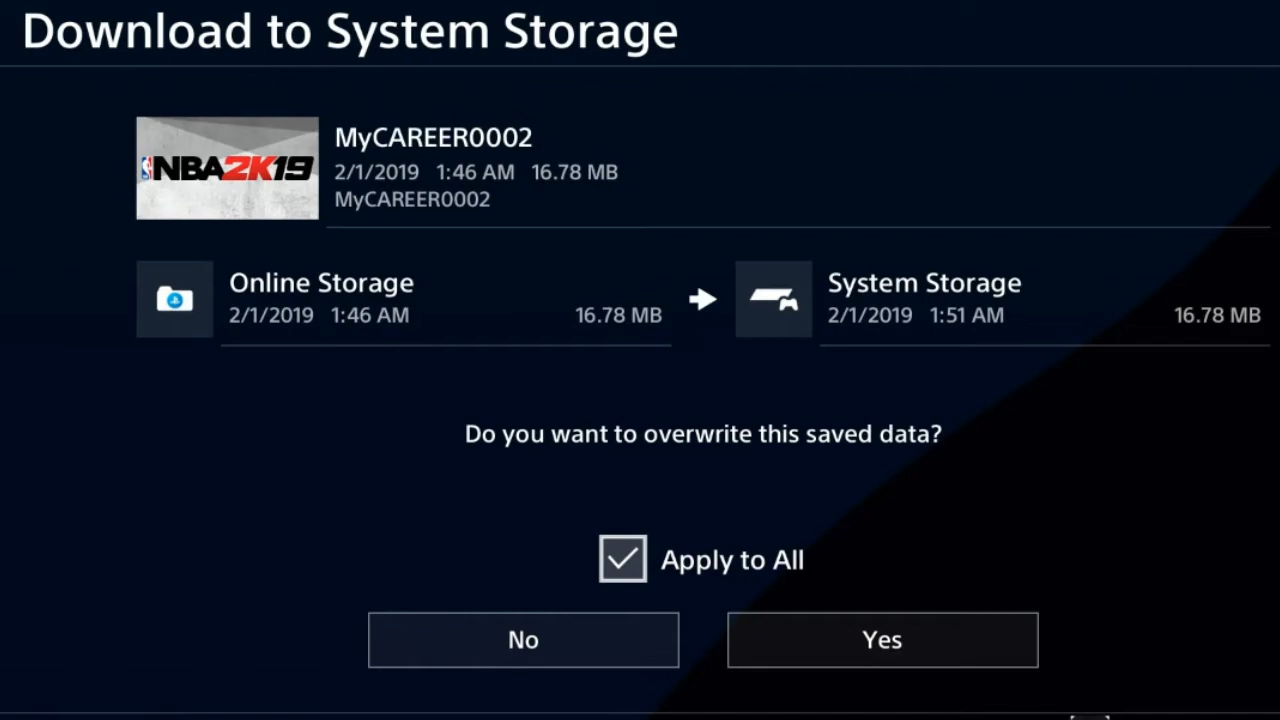 Download to System Storage
NBA2K19
MyCAREER0002
2/1/2019 1:46 AM 16.78 MB
MyCAREER0002
Online Storage
2/1/2019 1:46 AM 16.78 MB
System Storage
2/1/2019 1:51 AM 16.78 MB
Do you want to overwrite this saved data?
Apply to All
No
Yes